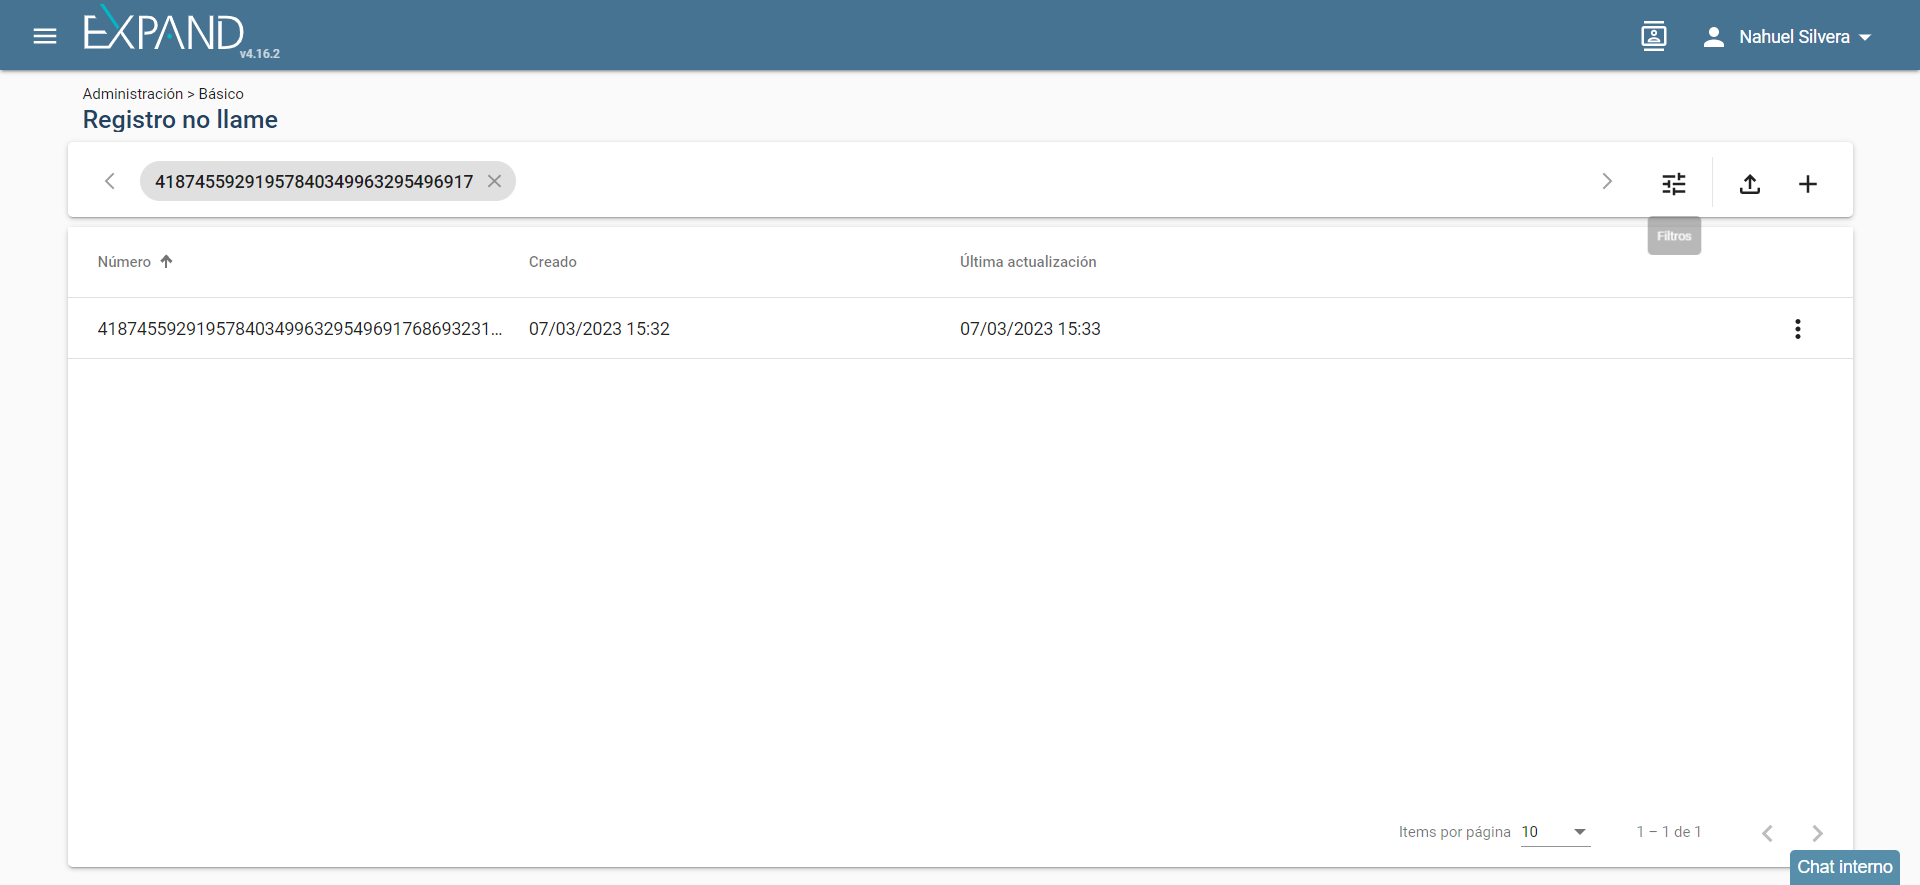 EXPAND
v4.16.2
Nahuel Silvera
Administración > Básico
Registro no llame
41874559291957840349963295496917
Filtros
Número Creado Última actualización
4187455929195784034996329549691768693231... 07/03/2023 15:32 07/03/2023 15:33
Items por página 10 1 – 1 de 1
Chat interno